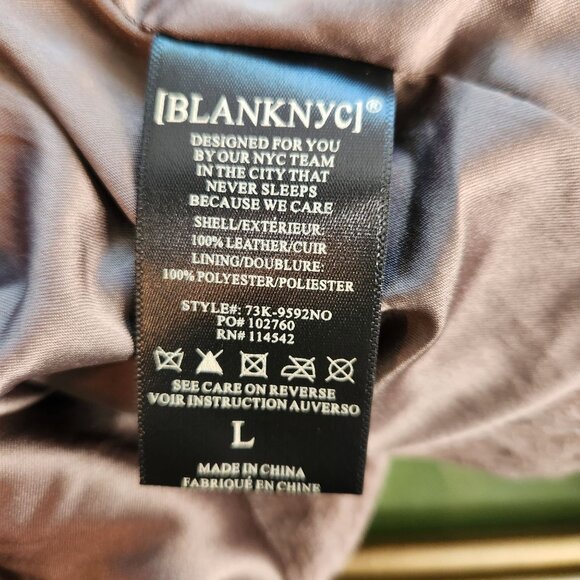 [BLANKNYC]®
DESIGNED FOR YOU
BY OUR NYC TEAM
IN THE CITY THAT
NEVER SLEEPS
BECAUSE WE CARE
SHELL/EXTÉRIEUR:
100% LEATHER/CUIR
LINING/DOUBLURE:
100% POLYESTER/POLIESTER
STYLE#: 73K-9592NO
PO# 102760
RN# 114542
SEE CARE ON REVERSE
VOIR INSTRUCTION AUVERSO
L
MADE IN CHINA
FABRIQUÉ EN CHINE